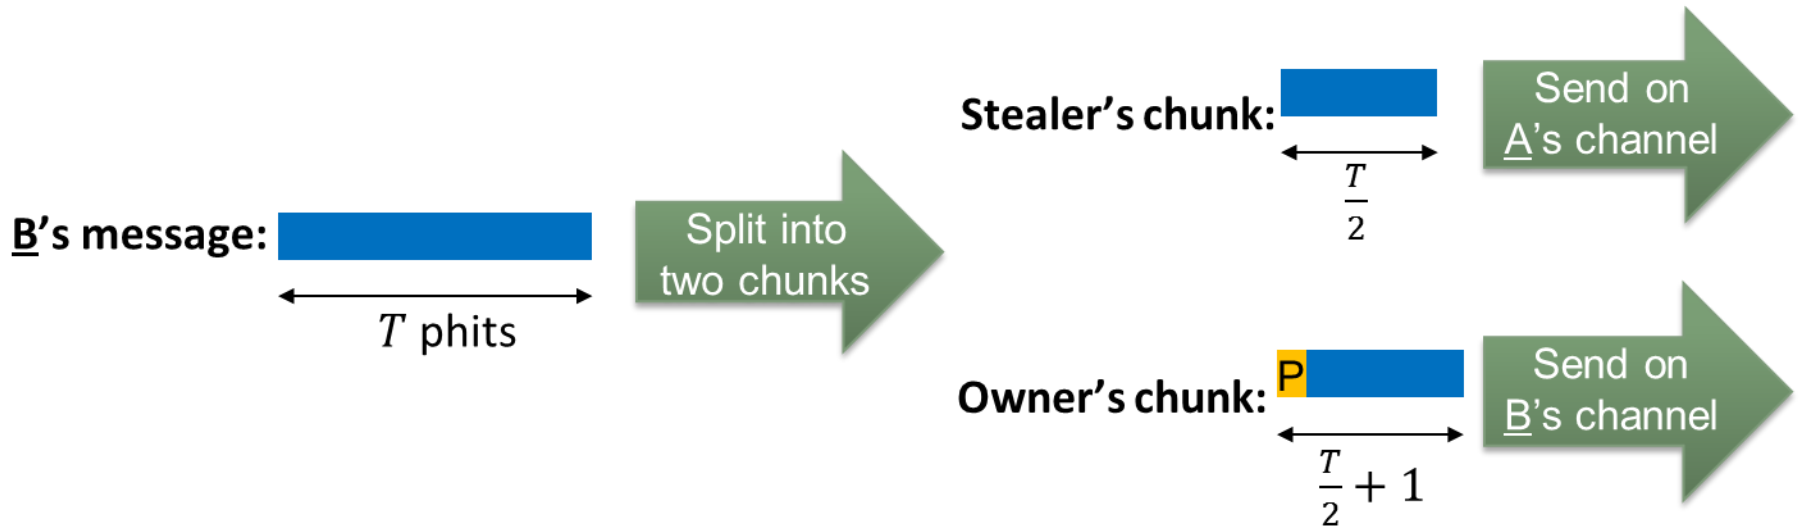 B's message:
T phits
Split into
two chunks
Stealer's chunk:
T
2
Send on
A's channel
Owner's chunk:
P
T
2 + 1
Send on
B's channel